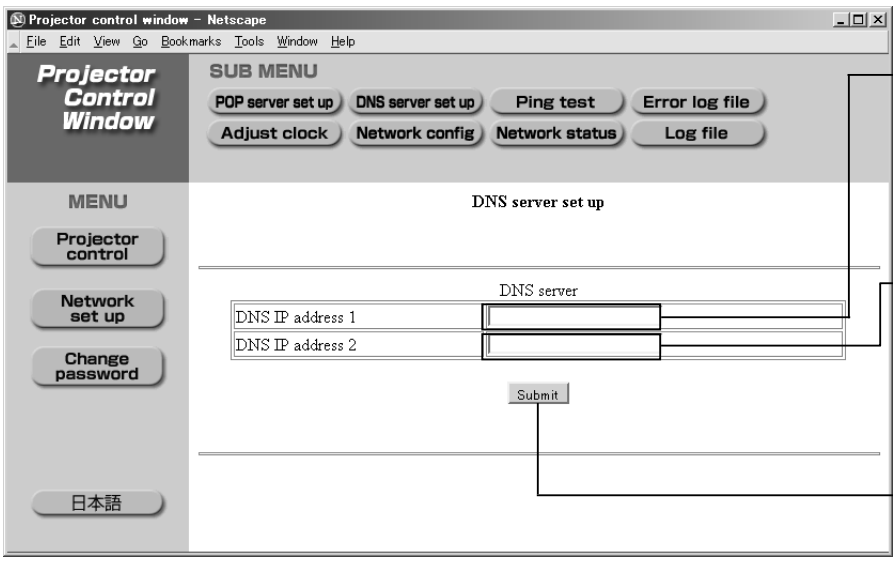 Projector control window - Netscape
File Edit View Go Bookmarks Tools Window Help
Projector
Control
Window
SUB MENU
POP server set up DNS server set up Ping test Error log file
Adjust clock Network config Network status Log file
MENU
Projector
control
Network
set up
Change
password
日本語
DNS server set up
DNS server
DNS IP address 1
DNS IP address 2
Submit